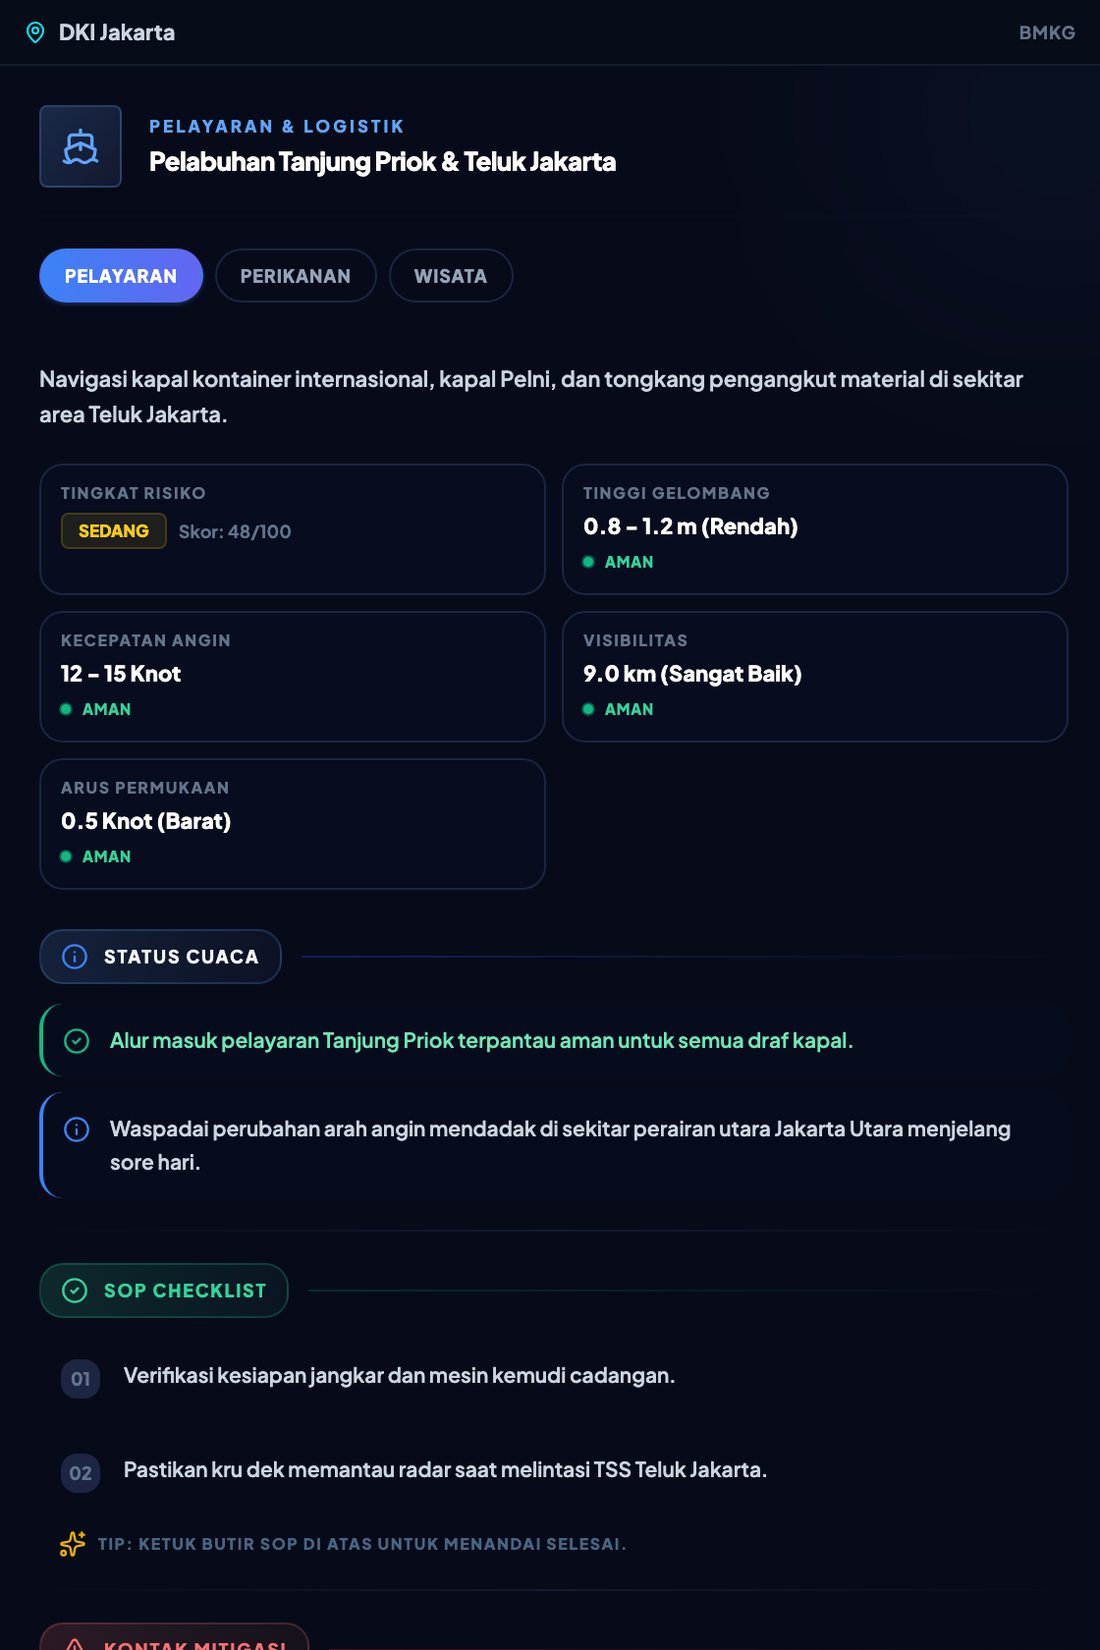 DKI Jakarta
BMKG
PELAYARAN & LOGISTIK
Pelabuhan Tanjung Priok & Teluk Jakarta
PELAYARAN
PERIKANAN
WISATA
Navigasi kapal kontainer internasional, kapal Pelni, dan tongkang pengangkut material di sekitar
area Teluk Jakarta.
TINGKAT RISIKO
SEDANG
Skor: 48/100
TINGGI GELOMBANG
0.8 – 1.2 m (Rendah)
AMAN
KECEPATAN ANGIN
12 – 15 Knot
AMAN
VISIBILITAS
9.0 km (Sangat Baik)
AMAN
ARUS PERMUKAAN
0.5 Knot (Barat)
AMAN
STATUS CUACA
Alur masuk pelayaran Tanjung Priok terpantau aman untuk semua draf kapal.
Waspadai perubahan arah angin mendadak di sekitar perairan utara Jakarta Utara menjelang
sore hari.
SOP CHECKLIST
01
Verifikasi kesiapan jangkar dan mesin kemudi cadangan.
02
Pastikan kru dek memantau radar saat melintasi TSS Teluk Jakarta.
TIP: KETUK BUTIR SOP DI ATAS UNTUK MENANDAI SELESAI.
KONTAK MITIGASI